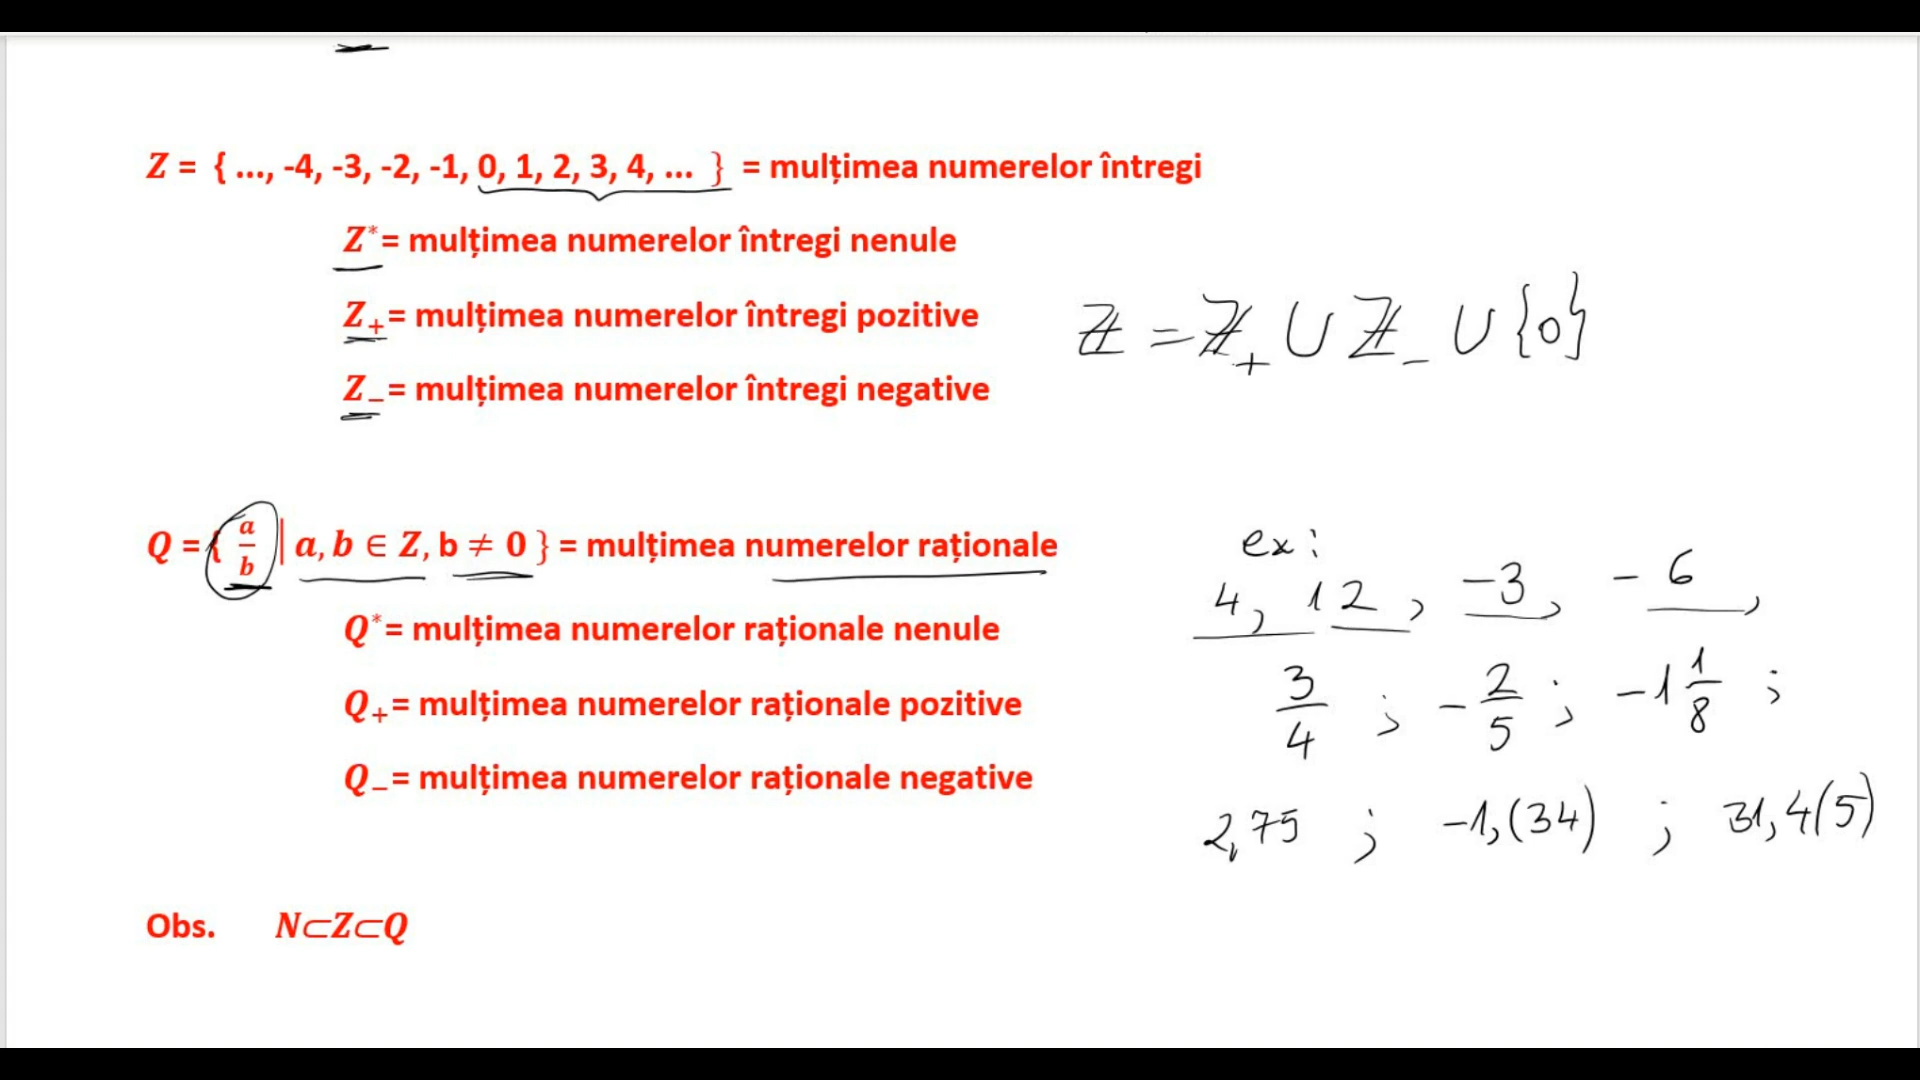 Z = { ..., -4, -3, -2, -1, 0, 1, 2, 3, 4, ... } = mulțimea numerelor întregi
Z* = mulțimea numerelor întregi nenule
Z₊ = mulțimea numerelor întregi pozitive
Z = Z₊ ∪ Z₋ ∪ {0}
Z₋ = mulțimea numerelor întregi negative
Q = { a/b | a, b ∈ Z, b ≠ 0 } = mulțimea numerelor raționale
Q* = mulțimea numerelor raționale nenule
Q₊ = mulțimea numerelor raționale pozitive
Q₋ = mulțimea numerelor raționale negative
ex:
4, 12, -3, -6,
3/4 ; -2/5 ; -1 1/8 ;
2,75 ; -1,(34) ; 31,4(5)
Obs. N⊂Z⊂Q